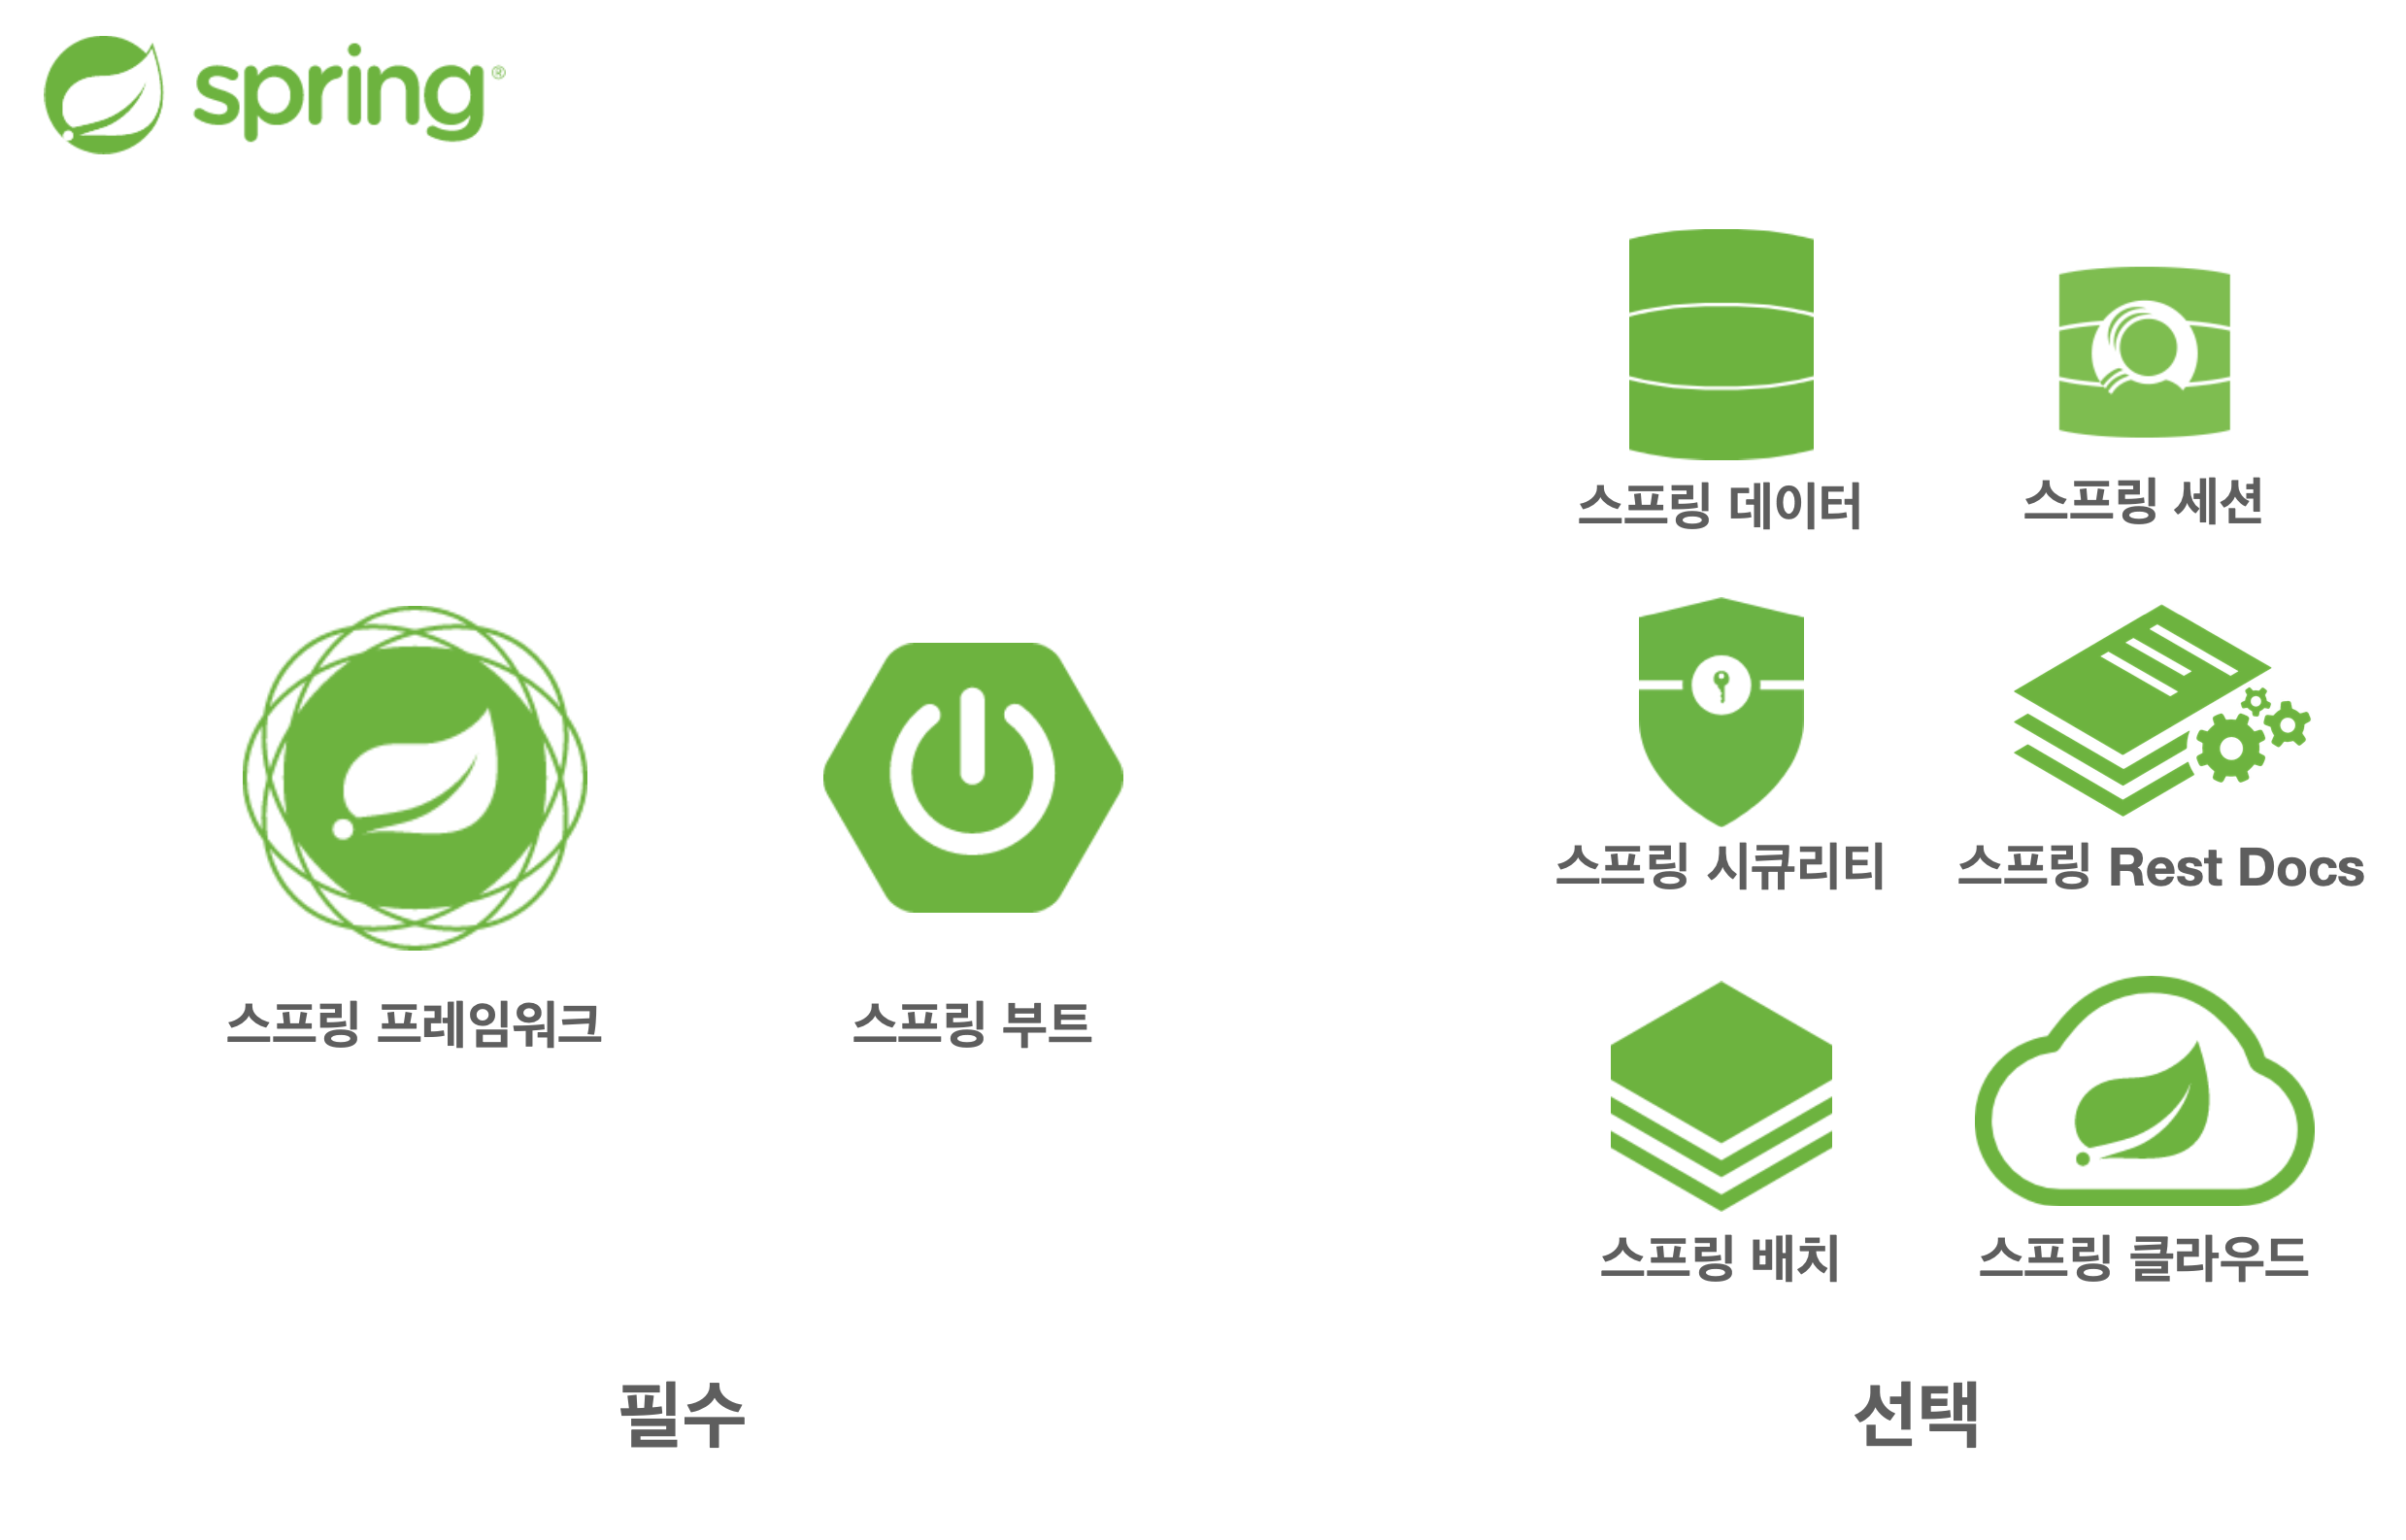 spring®
스프링 데이터
스프링 세션
스프링 시큐리티
스프링 Rest Docs
스프링 프레임워크
스프링 부트
스프링 배치
스프링 클라우드
필수
선택